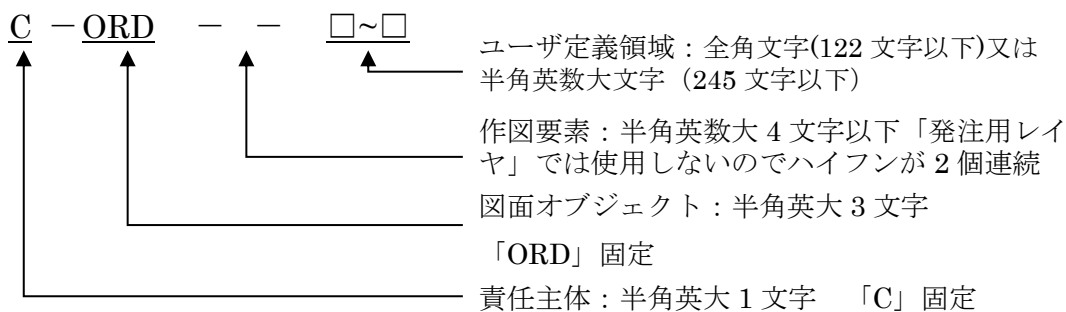 C －ORD － － □~□
ユーザ定義領域：全角文字(122 文字以下)又は
半角英数大文字（245 文字以下）
作図要素：半角英数大 4 文字以下「発注用レイ
ヤ」では使用しないのでハイフンが 2 個連続
図面オブジェクト：半角英大 3 文字
「ORD」固定
責任主体：半角英大 1 文字　「C」固定